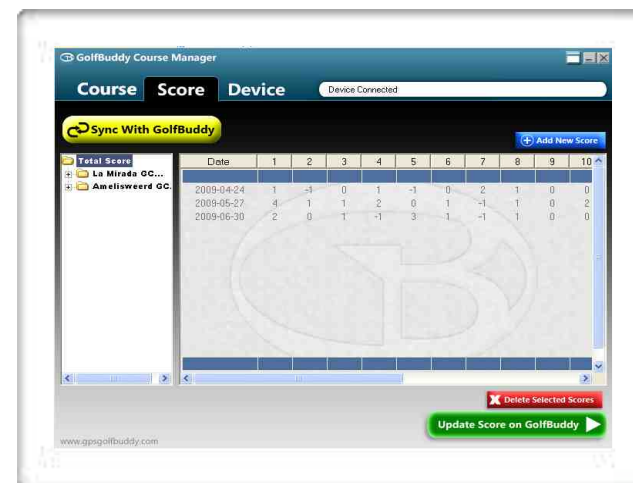 GolfBuddy Course Manager
Course Score Device Device Connected
Sync With GolfBuddy
Add New Score
Total Score
La Mirada GC...
Amelisweerd GC.
Date 1 2 3 4 5 6 7 8 9 10
2009-04-24 1 -1 0 1 -1 0 2 1 0 0
2009-05-27 4 1 1 2 0 1 -1 1 0 2
2009-06-30 2 0 1 -1 3 1 -1 1 0 0
Delete Selected Scores
Update Score on GolfBuddy
www.gpsgolfbuddy.com